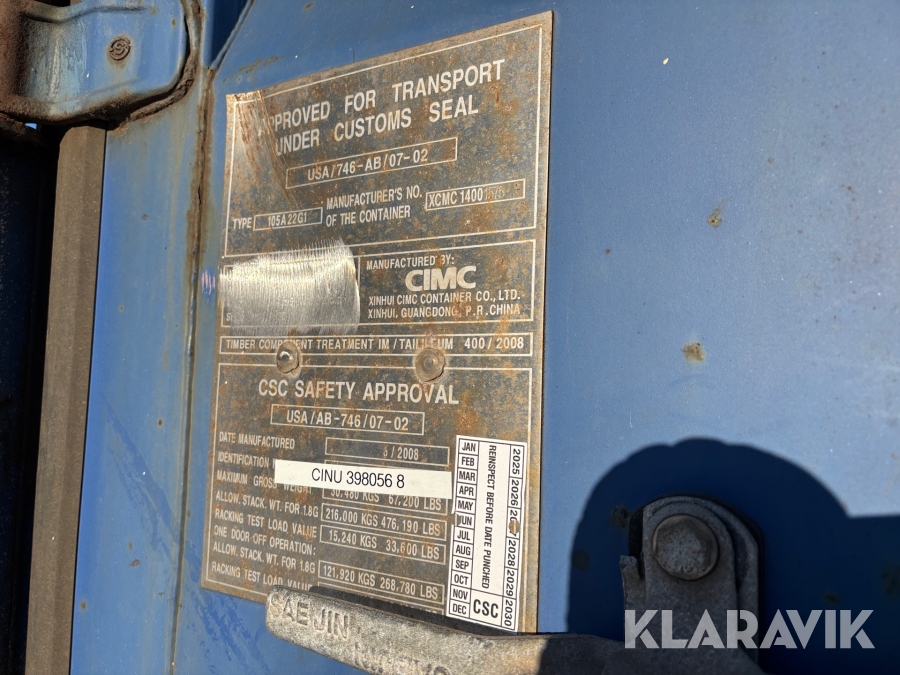 APPROVED FOR TRANSPORT
UNDER CUSTOMS SEAL
USA/746-AB/07-02
TYPE 105A22G1 MANUFACTURER'S NO.
OF THE CONTAINER XCMC 1400
MANUFACTURED BY:
CIMC
XINHUI CIMC CONTAINER CO., LTD.
XINHUI, GUANGDONG, P.R.CHINA
TIMBER COMPONENT TREATMENT IM / TAILILEUM 400 / 2008
CSC SAFETY APPROVAL
USA/AB-746/07-02
DATE MANUFACTURED 5 / 2008
IDENTIFICATION CINU 398056 8
MAXIMUM GROSS WEIGHT 30,480 KGS 67,200 LBS
ALLOW. STACK. WT. FOR 1.8G 216,000 KGS 476,190 LBS
RACKING TEST LOAD VALUE 15,240 KGS 33,600 LBS
ONE DOOR OFF OPERATION:
ALLOW. STACK. WT. FOR 1.8G 121,920 KGS 268,780 LBS
RACKING TEST LOAD VALUE
JAN
FEB
MAR
APR
MAY
JUN
JUL
AUG
SEP
OCT
NOV
DEC
REINSPECT BEFORE DATE PUNCHED
CSC
2025 2026 2028 2029 2030
SAEJIN
KLARAVIK